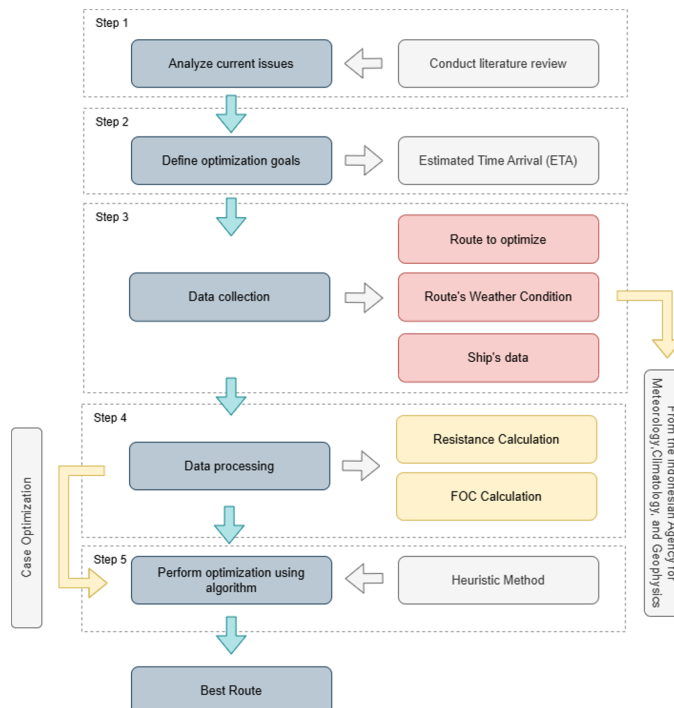 Step 1
Analyze current issues
Conduct literature review
Step 2
Define optimization goals
Estimated Time Arrival (ETA)
Step 3
Route to optimize
Data collection
Route's Weather Condition
Ship's data
From the Indonesian Agency for
Meteorology,Climatology, and Geophysics
Step 4
Resistance Calculation
Data processing
FOC Calculation
Case Optimization
Step 5
Perform optimization using
algorithm
Heuristic Method
Best Route